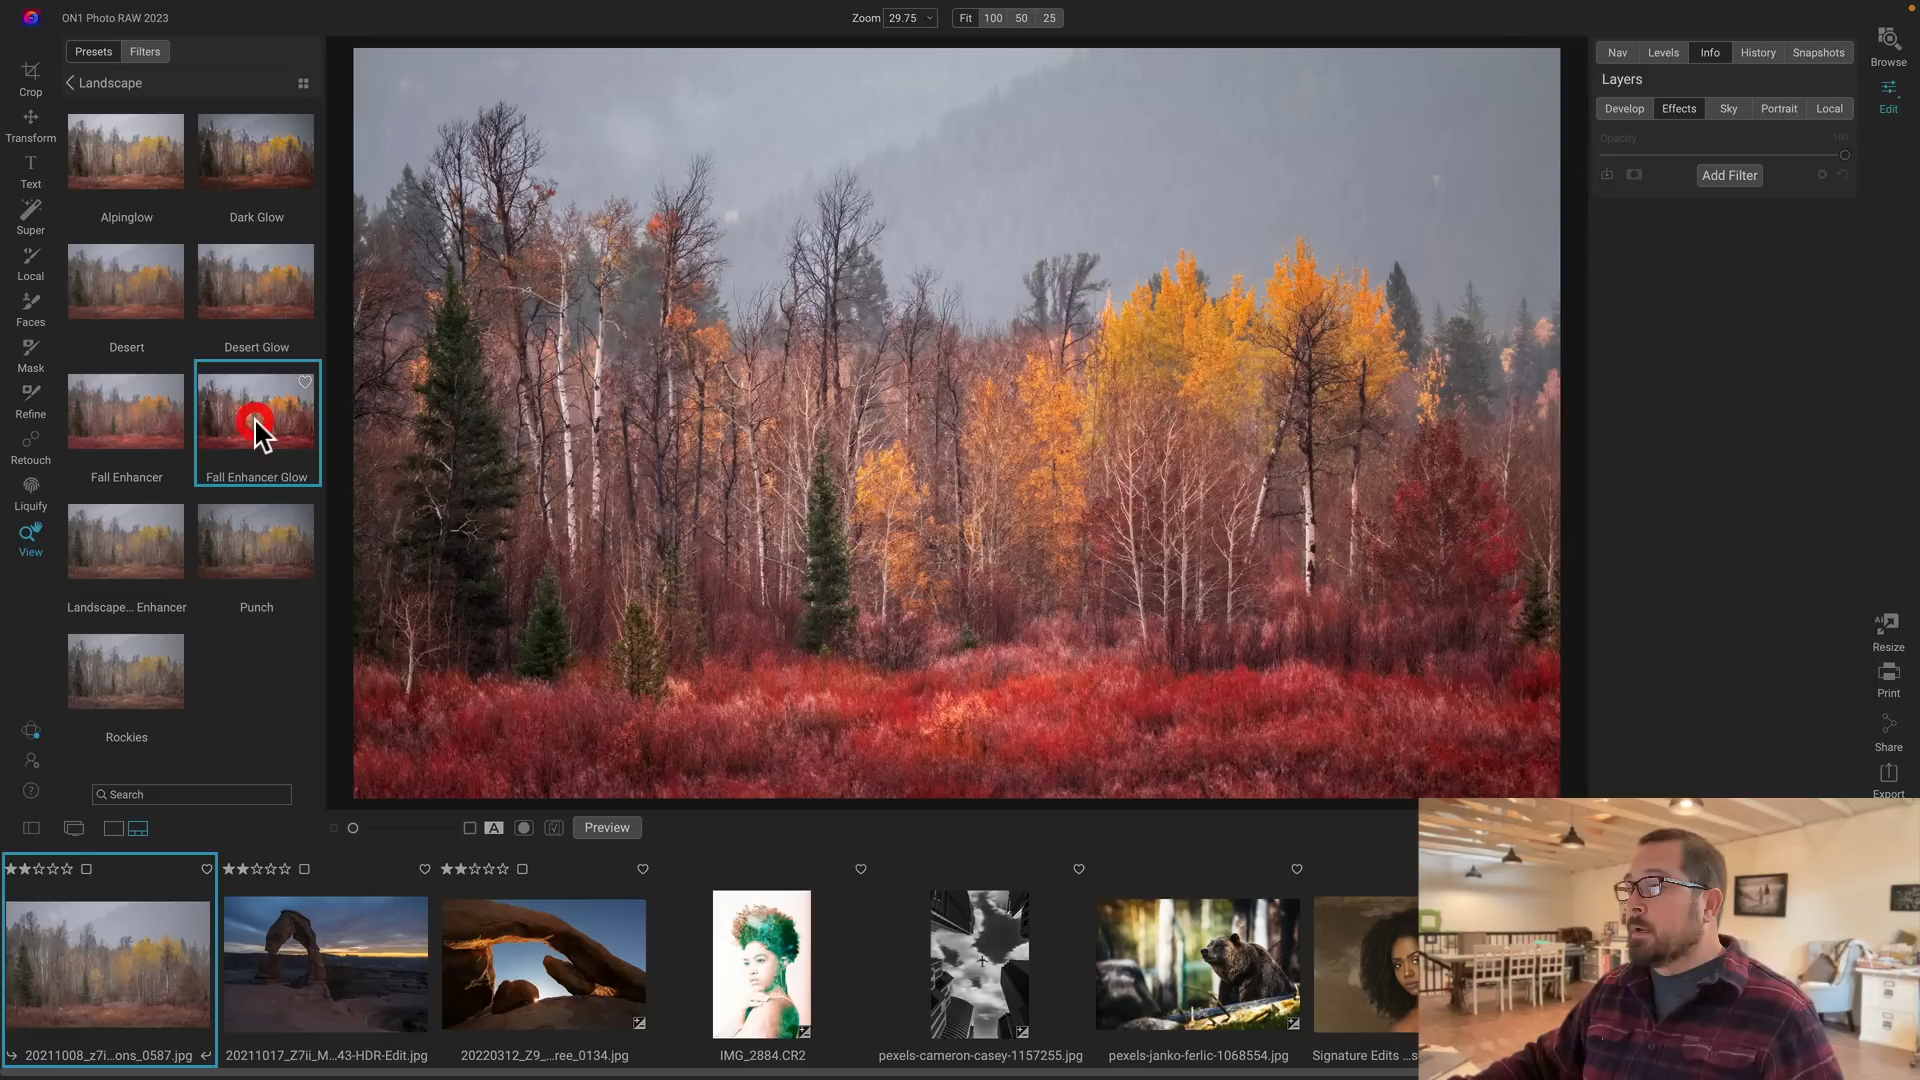 ON1 Photo RAW 2023
Zoom 29.75 Fit 100 50 25
Presets Filters
Landscape
Crop
Transform
Text
Super
Local
Faces
Mask
Refine
Retouch
Liquify
View
Alpinglow Dark Glow
Desert Desert Glow
Fall Enhancer Fall Enhancer Glow
Landscape... Enhancer Punch
Rockies
Search
Nav Levels Info History Snapshots
Layers
Develop Effects Sky Portrait Local
Opacity 100
Add Filter
Browse
Edit
AI
Resize
Print
Share
Export
A Preview
20211008_z7i...ons_0587.jpg
20211017_Z7ii_M...43-HDR-Edit.jpg
20220312_Z9_...ree_0134.jpg
IMG_2884.CR2
pexels-cameron-casey-1157255.jpg
pexels-janko-ferlic-1068554.jpg
Signature Edits ...s